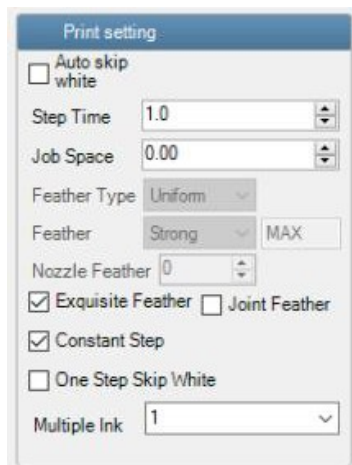 Print setting
Auto skip
white
Step Time 1.0
Job Space 0.00
Feather Type Uniform
Feather Strong MAX
Nozzle Feather 0
Exquisite Feather Joint Feather
Constant Step
One Step Skip White
Multiple Ink 1